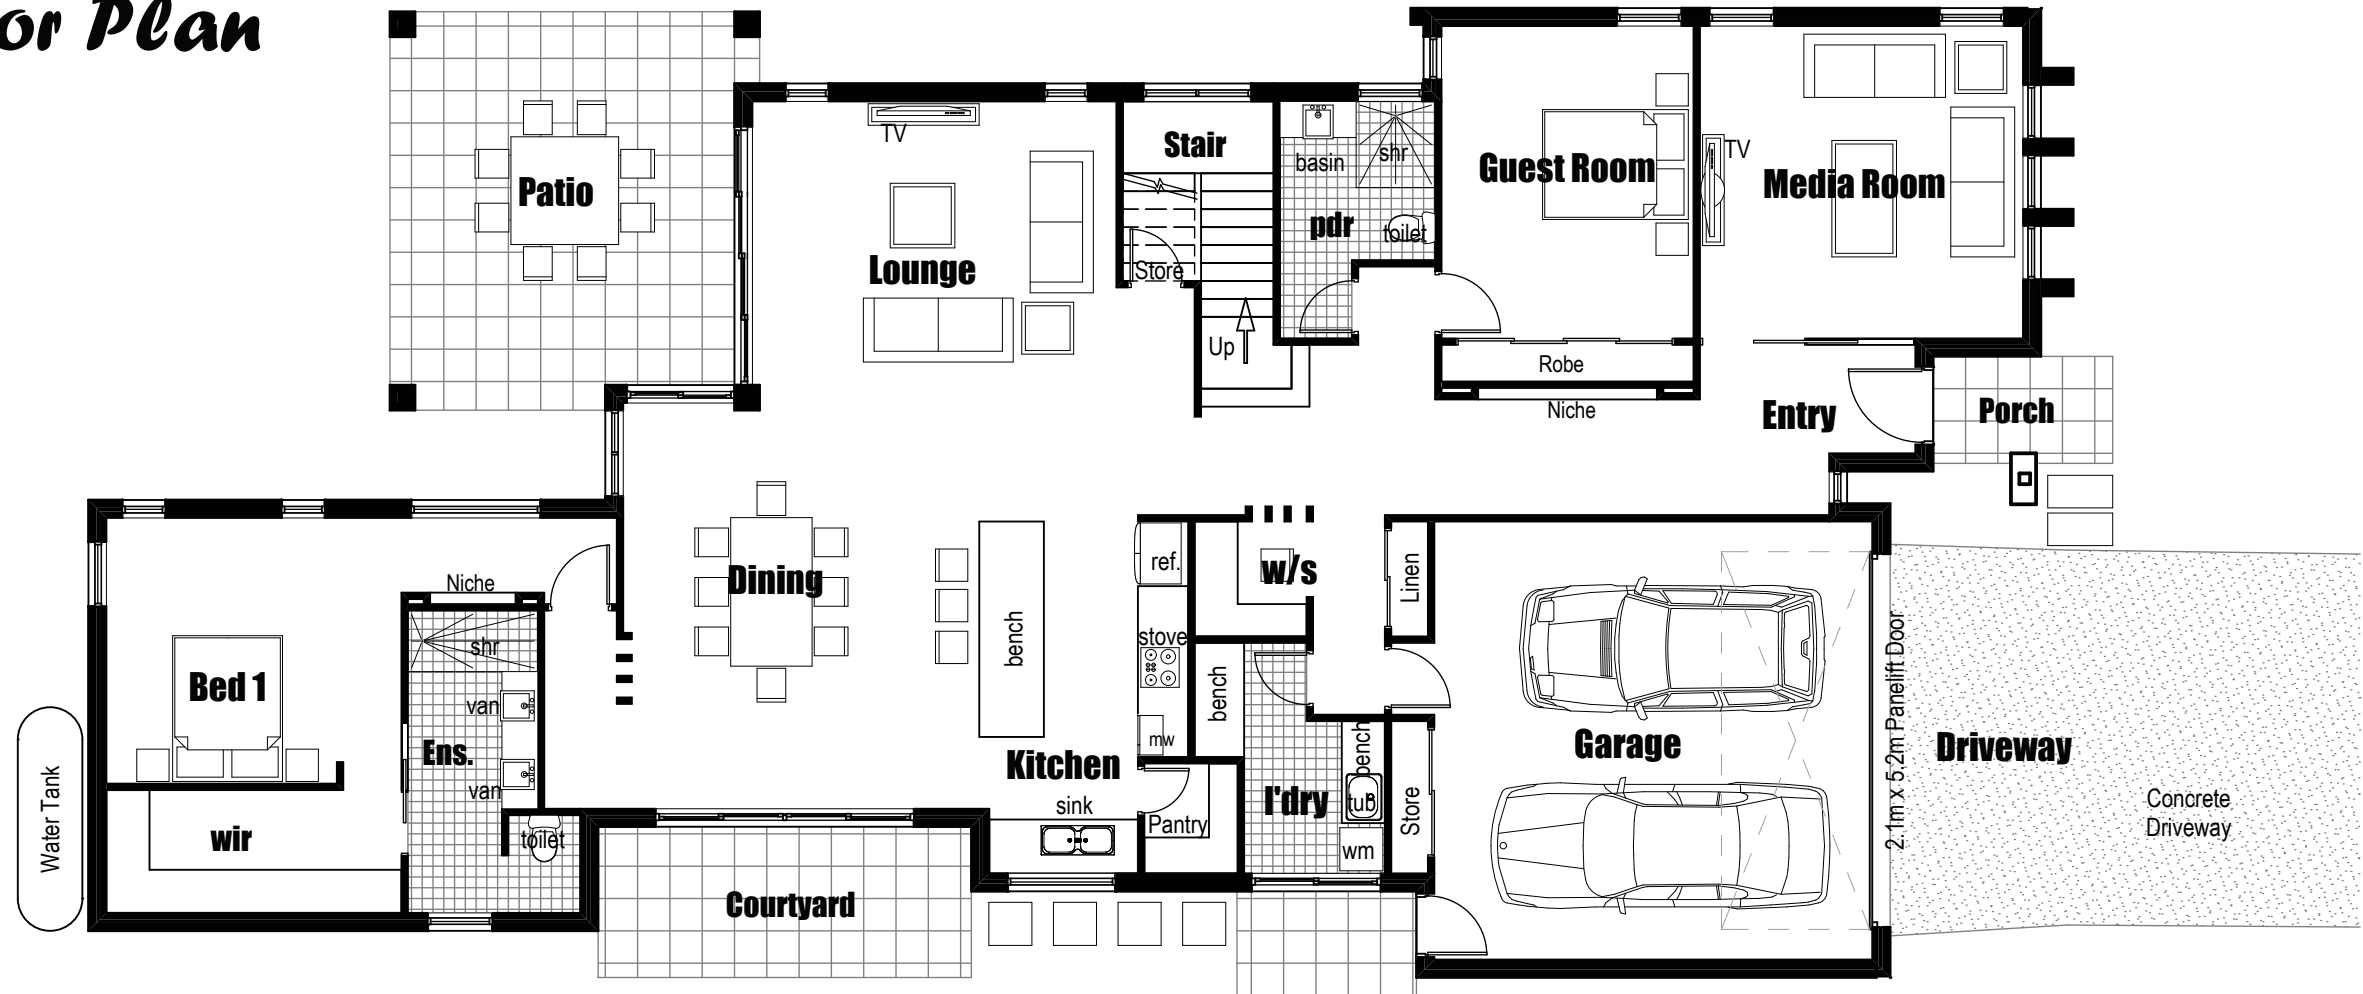 or Plan
TV
Patio
Lounge
Stair
Store
Up
basin
shr
pdr
toilet
Guest Room
Robe
Niche
TV
Media Room
Entry
Porch
Niche
Bed 1
shr
van
Ens.
van
toilet
wir
Water Tank
Dining
bench
Kitchen
sink
ref.
stove
mw
Pantry
Courtyard
w/s
Linen
bench
bench
l'dry
tub
wm
Store
Garage
2.1m x 5.2m Panelift Door
Driveway
Concrete
Driveway